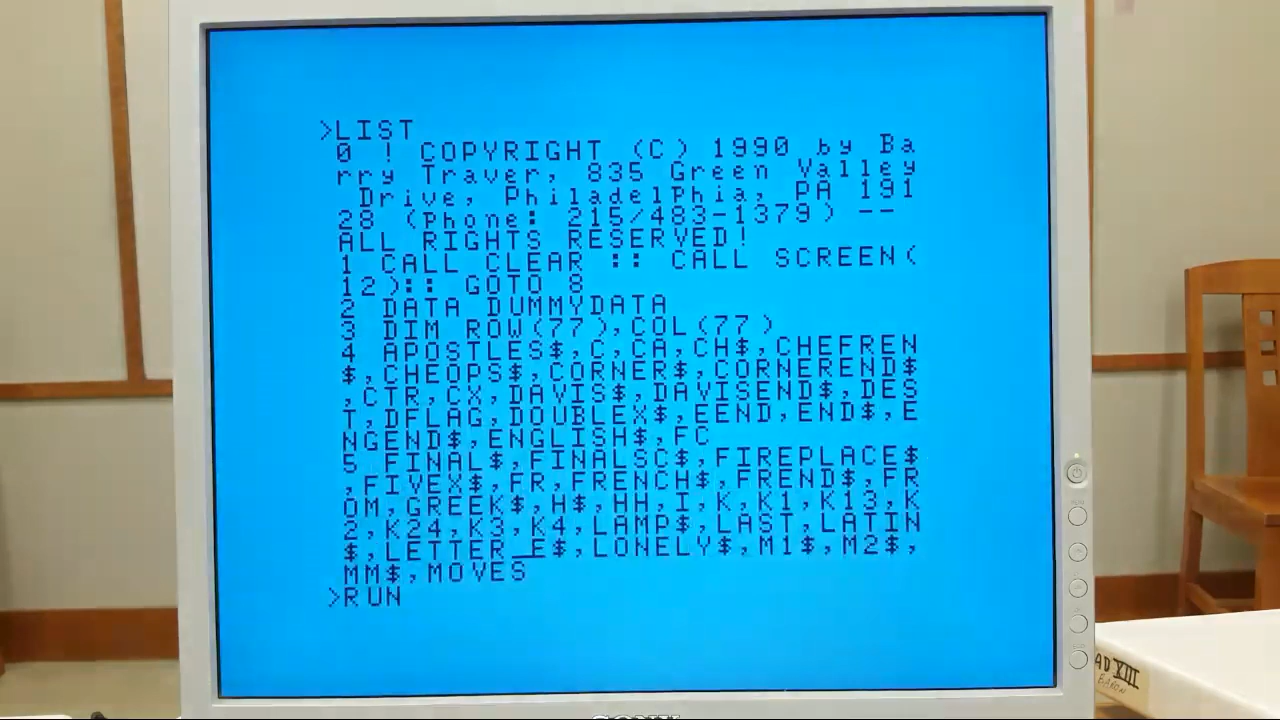 >LIST
0 ! COPYRIGHT (C) 1990 by Ba
rry Traver, 835 Green Valley
Drive, Philadelphia, PA 191
28 (Phone: 215/483-1379) --
ALL RIGHTS RESERVED!
1 CALL CLEAR :: CALL SCREEN(
12):: GOTO 8
2 DATA DUMMYDATA
3 DIM ROW(77),COL(77)
4 APOSTLES$,C,CA,CH$,CHEFREN
$,CHEOPS$,CORNER$,CORNEREND$
,CTR,CX,DAVIS$,DAVISEND$,DES
T,DFLAG,DOUBLEX$,EEND,END$,E
NGEND$,ENGLISH$,FC
5 FINAL$,FINALSC$,FIREPLACE$
,FIVEX$,FR,FRENCH$,FREND$,FR
OM,GREEK$,H$,HH,I,K,K1,K13,K
2,K24,K3,K4,LAMP$,LAST,LATIN
$,LETTER_E$,LONELY$,M1$,M2$,
MM$,MOVES
>RUN
SONY
AD XIII
BARON